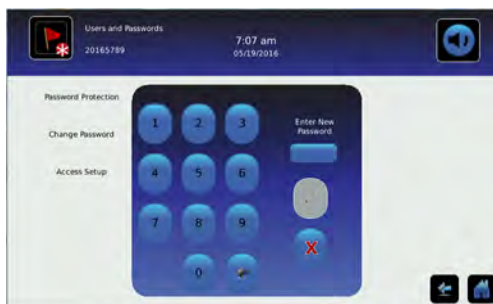 Users and Passwords
20165789
7:07 am
05/19/2016
Password Protection
Change Password
Access Setup
Enter New
Password
1 2 3
4 5 6
7 8 9
0
X